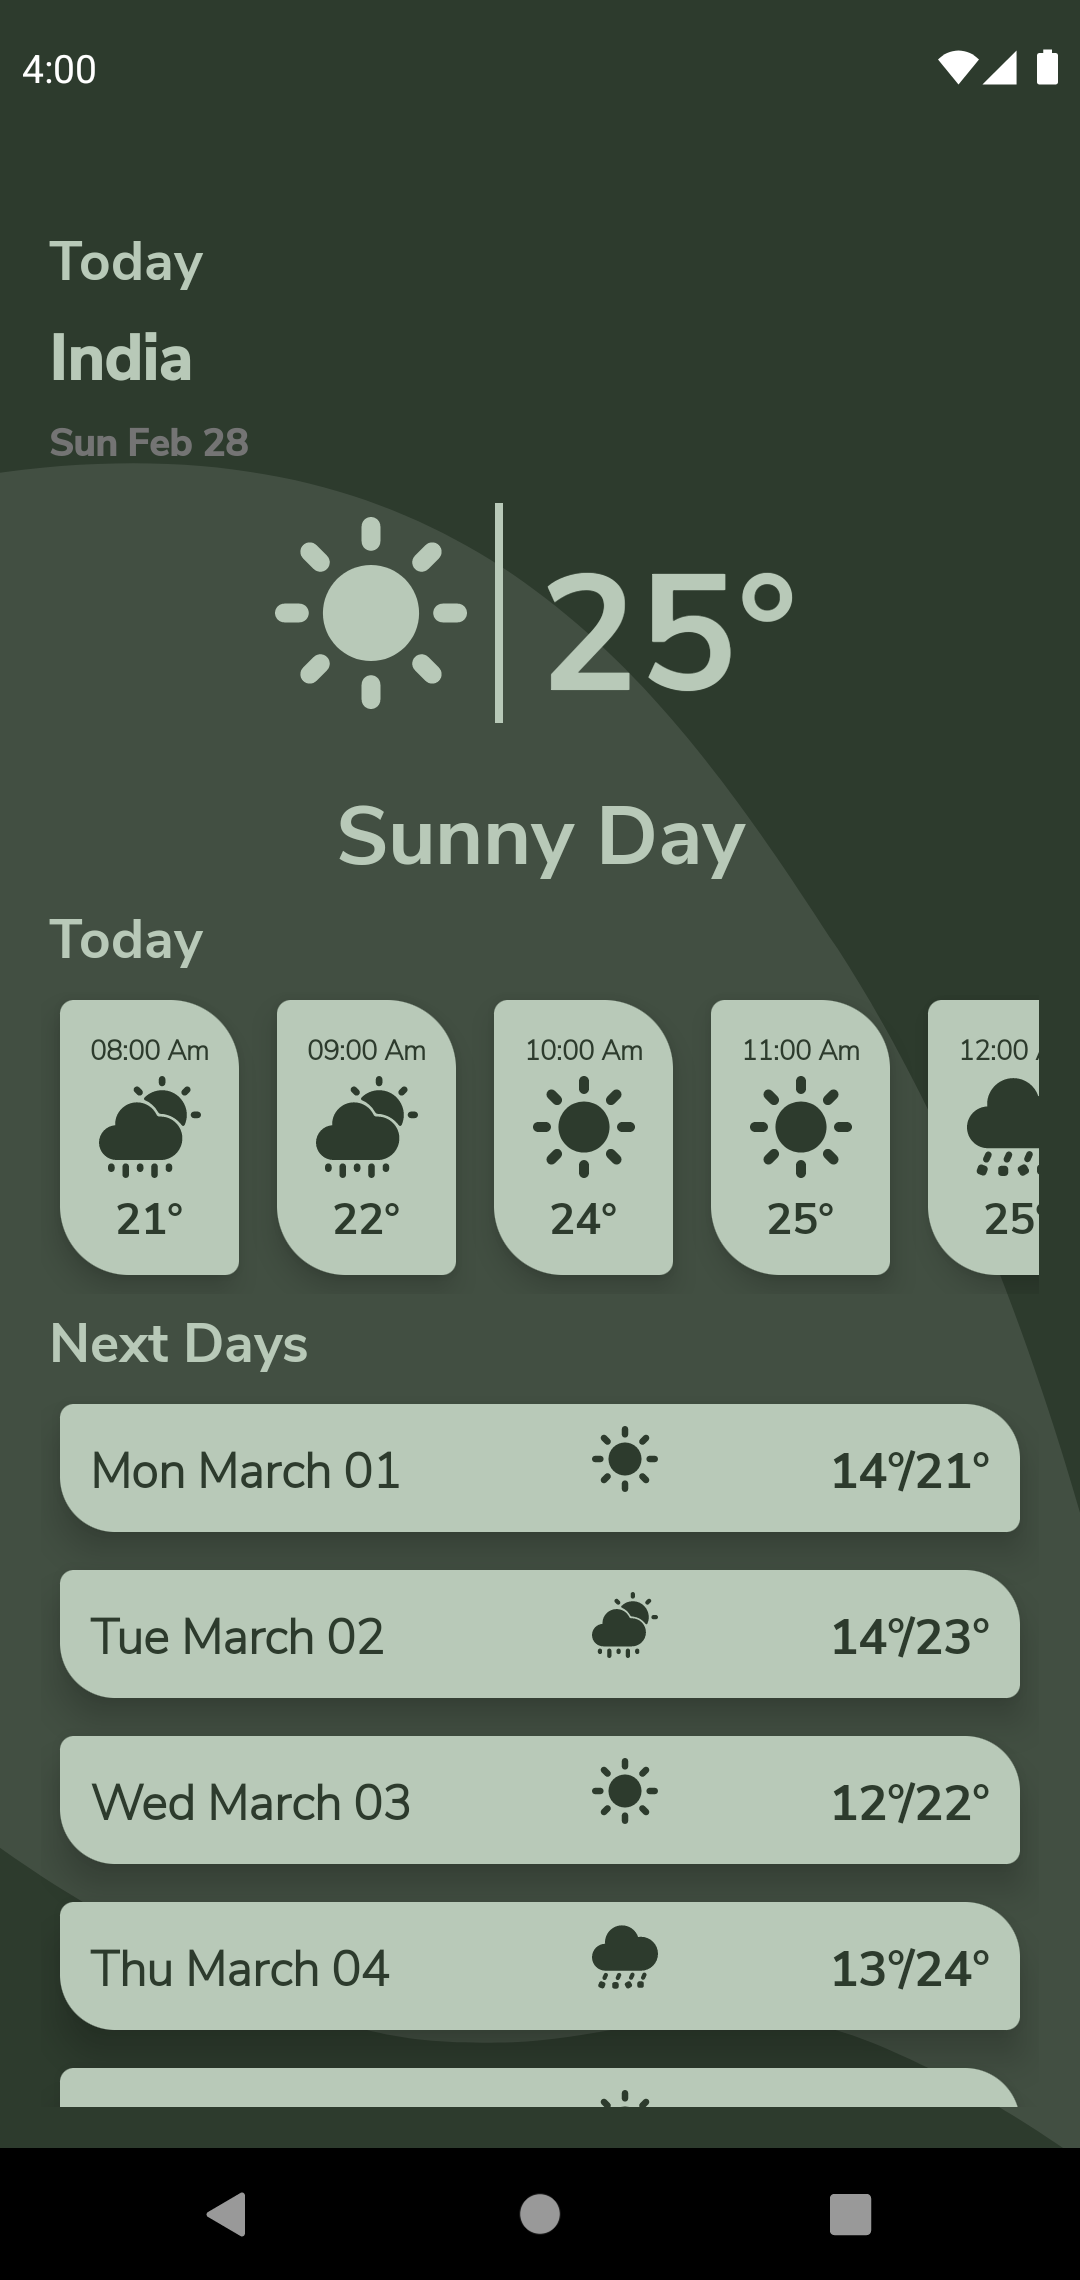 4:00
Today
India
Sun Feb 28
25°
Sunny Day
Today
08:00 Am 09:00 Am 10:00 Am 11:00 Am 12:00
21° 22° 24° 25° 25°
Next Days
Mon March 01 14°/21°
Tue March 02 14°/23°
Wed March 03 12°/22°
Thu March 04 13°/24°